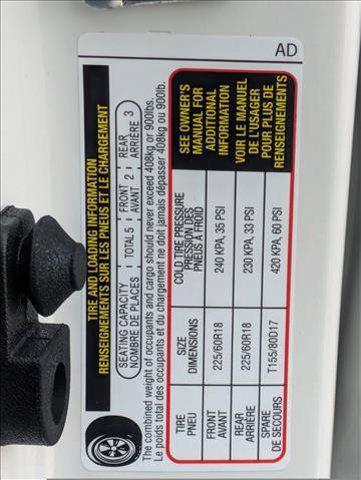 TIRE AND LOADING INFORMATION
RENSEIGNEMENTS SUR LES PNEUS ET LE CHARGEMENT
SEATING CAPACITY TOTAL 5 FRONT 2 REAR 3
NOMBRE DE PLACES AVANT ARRIÈRE
The combined weight of occupants and cargo should never exceed 408kg or 900lbs.
Le poids total des occupants et du chargement ne doit jamais dépasser 408kg ou 900lb.
TIRE SIZE COLD TIRE PRESSURE
PNEU DIMENSIONS PRESSION DES PNEUS À FROID
FRONT 225/60R18 240 KPA, 35 PSI
AVANT
REAR 225/60R18 230 KPA, 33 PSI
ARRIÈRE
SPARE T155/80D17 420 KPA, 60 PSI
DE SECOURS
SEE OWNER'S
MANUAL FOR
ADDITIONAL
INFORMATION
VOIR LE MANUEL
DE L'USAGER
POUR PLUS DE
RENSEIGNEMENTS
AD